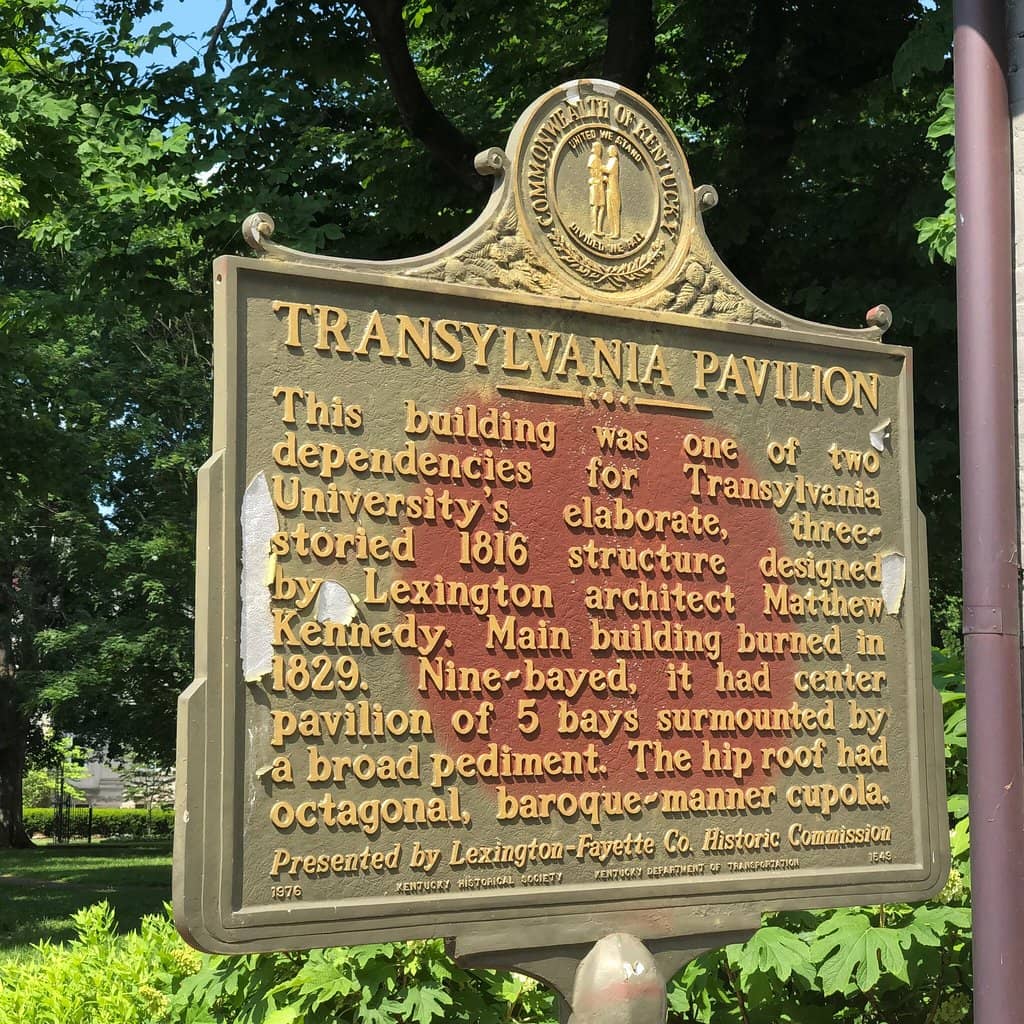 COMMONWEALTH OF KENTUCKY
UNITED WE STAND
DIVIDED WE FALL
TRANSYLVANIA PAVILION
This building was one of two
dependencies for Transylvania
University's elaborate, three-
storied 1816 structure designed
by Lexington architect Matthew
Kennedy. Main building burned in
1829. Nine-bayed, it had center
pavilion of 5 bays surmounted by
a broad pediment. The hip roof had
octagonal, baroque-manner cupola.
Presented by Lexington-Fayette Co. Historic Commission
1976 KENTUCKY HISTORICAL SOCIETY KENTUCKY DEPARTMENT OF TRANSPORTATION 1549